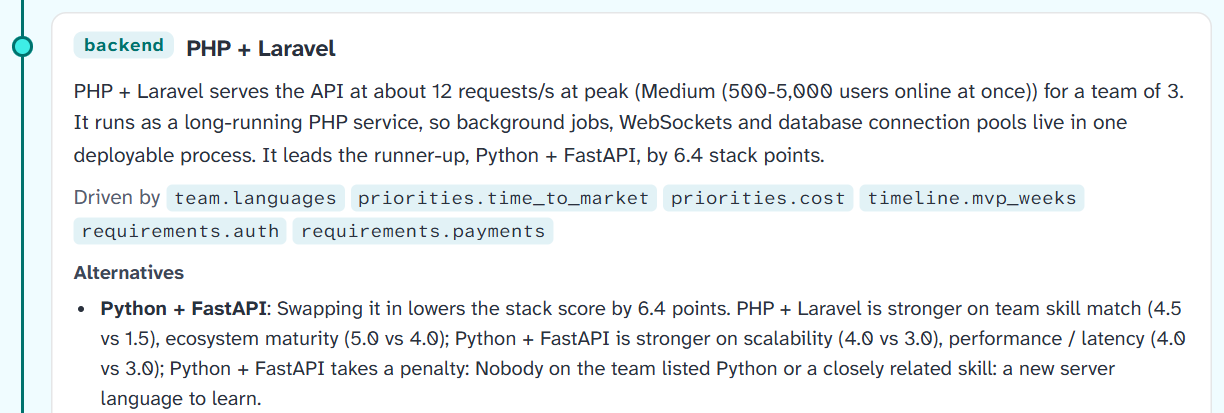 backend PHP + Laravel
PHP + Laravel serves the API at about 12 requests/s at peak (Medium (500-5,000 users online at once)) for a team of 3.
It runs as a long-running PHP service, so background jobs, WebSockets and database connection pools live in one
deployable process. It leads the runner-up, Python + FastAPI, by 6.4 stack points.
Driven by team.languages priorities.time_to_market priorities.cost timeline.mvp_weeks
requirements.auth requirements.payments
Alternatives
• Python + FastAPI: Swapping it in lowers the stack score by 6.4 points. PHP + Laravel is stronger on team skill match (4.5
vs 1.5), ecosystem maturity (5.0 vs 4.0); Python + FastAPI is stronger on scalability (4.0 vs 3.0), performance / latency (4.0
vs 3.0); Python + FastAPI takes a penalty: Nobody on the team listed Python or a closely related skill: a new server
language to learn.